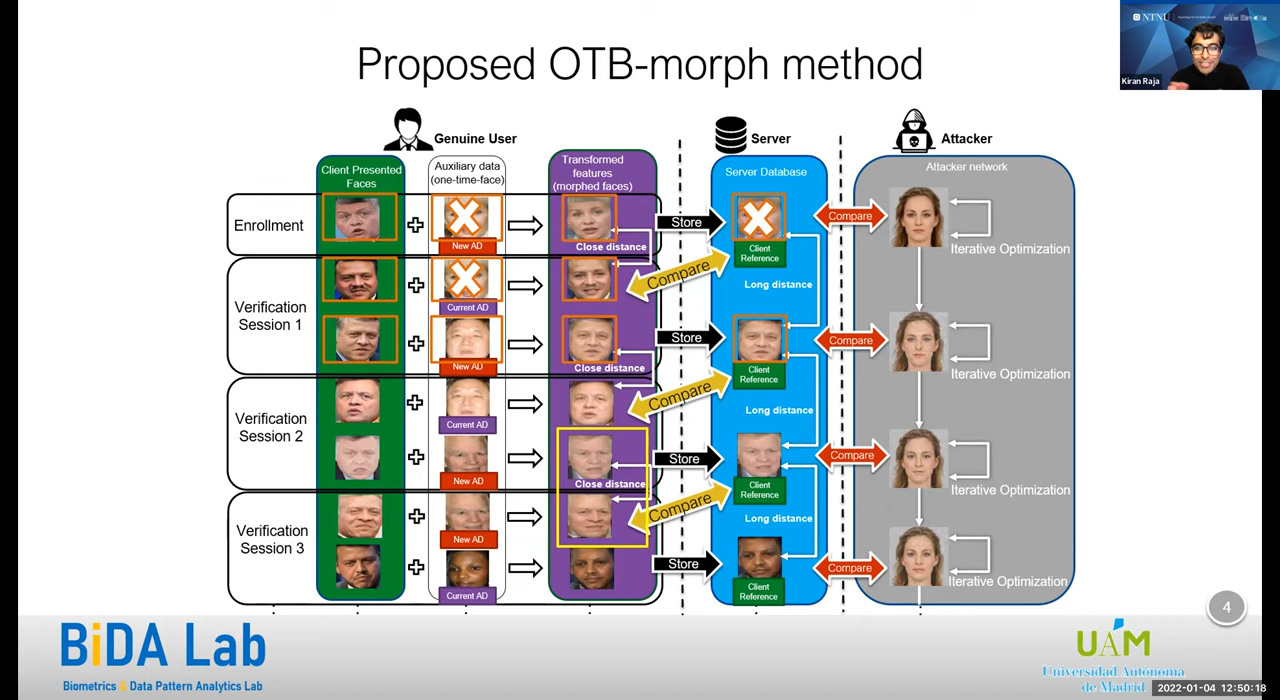 NTNU
Kiran Raja
Proposed OTB-morph method
Genuine User
Server
Attacker
Client Presented
Faces
Auxiliary data
(one-time-face)
Transformed
features
(morphed faces)
Server Database
Attacker network
Enrollment
New AD
Close distance
Store
Client
Reference
Compare
Iterative Optimization
Compare
Long distance
Verification
Session 1
Current AD
New AD
Close distance
Store
Client
Reference
Compare
Iterative Optimization
Compare
Long distance
Verification
Session 2
Current AD
New AD
Close distance
Store
Client
Reference
Compare
Iterative Optimization
Compare
Long distance
Verification
Session 3
New AD
Current AD
Store
Client
Reference
Compare
Iterative Optimization
4
BiDA Lab
Biometrics & Data Pattern Analytics Lab
UAM
Universidad Autónoma
de Madrid
2022-01-04 12:50:18